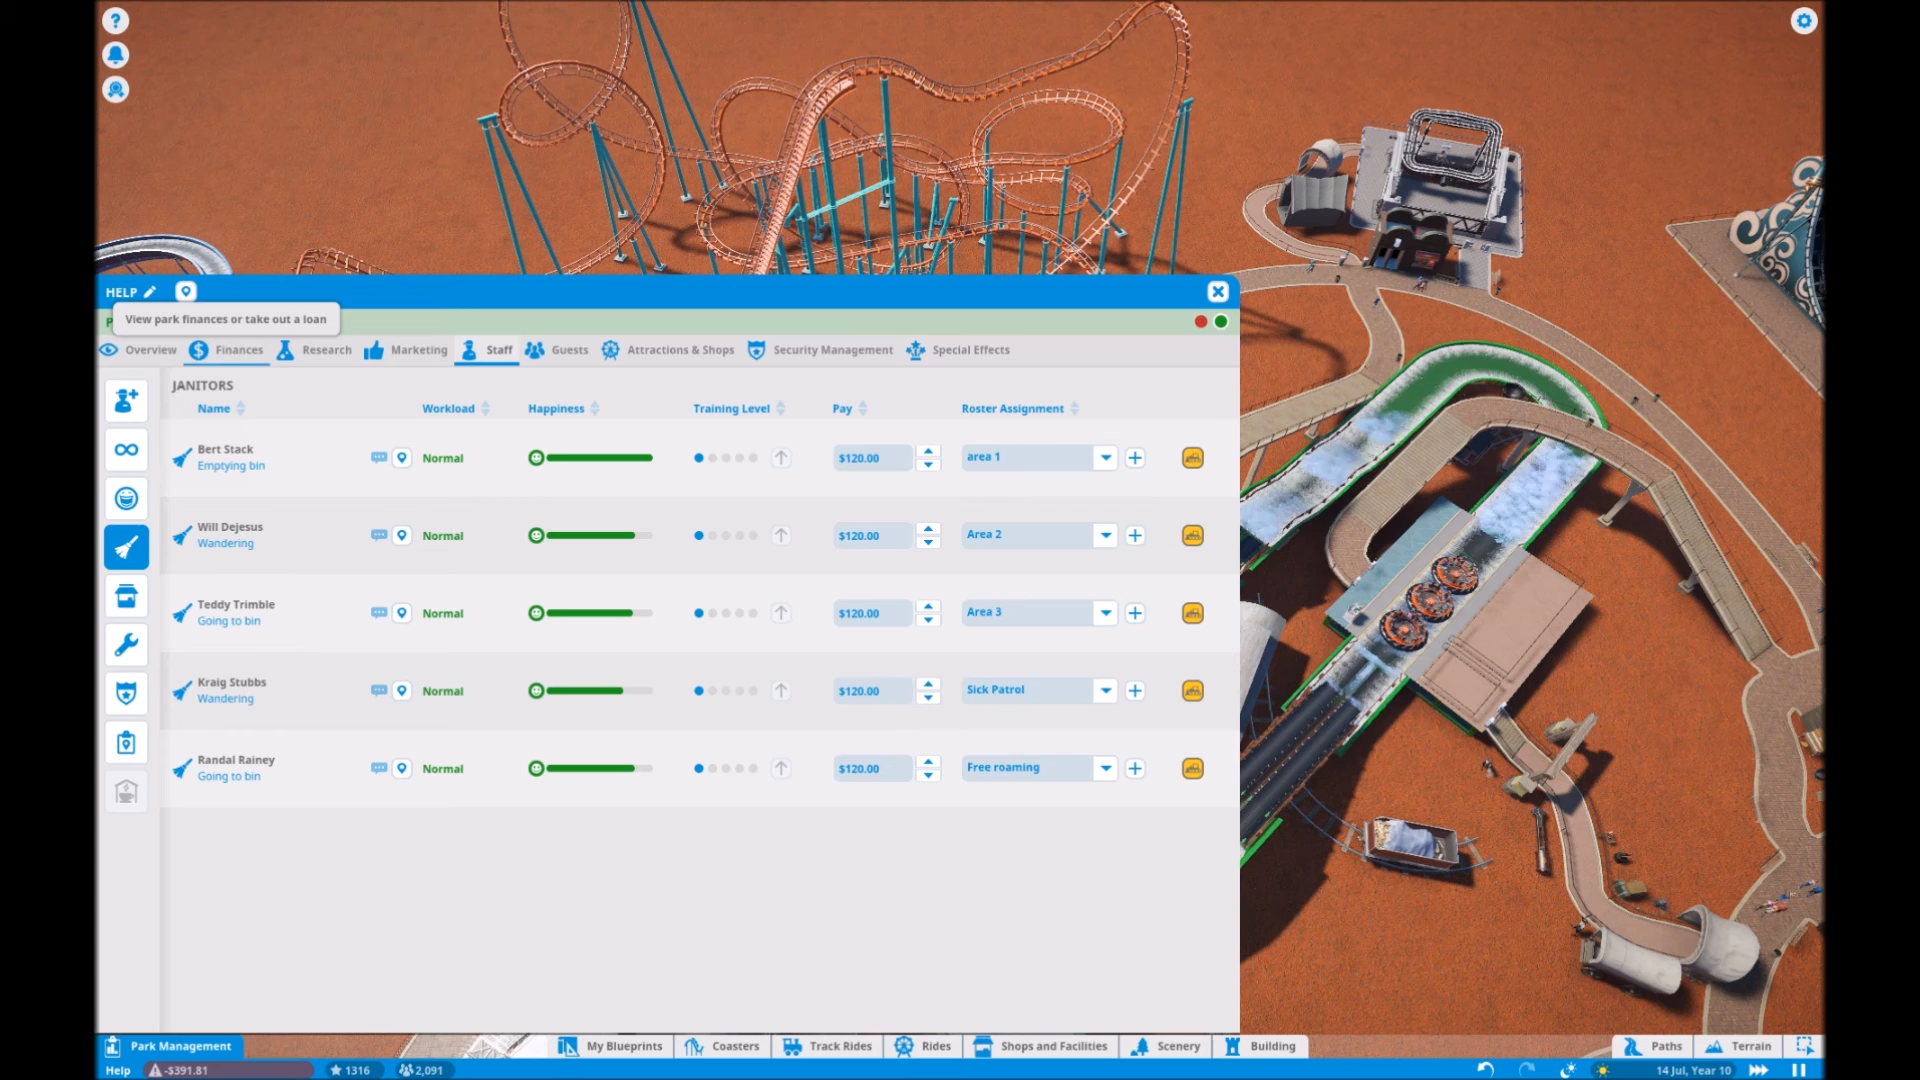 HELP
View park finances or take out a loan
Overview Finances Research Marketing Staff Guests Attractions & Shops Security Management Special Effects
JANITORS
Name Workload Happiness Training Level Pay Roster Assignment
Bert Stack
Emptying bin
Normal $120.00 area 1
Will Dejesus
Wandering
Normal $120.00 Area 2
Teddy Trimble
Going to bin
Normal $120.00 Area 3
Kraig Stubbs
Wandering
Normal $120.00 Sick Patrol
Randal Rainey
Going to bin
Normal $120.00 Free roaming
Park Management My Blueprints Coasters Track Rides Rides Shops and Facilities Scenery Building Paths Terrain
Help -$391.81 1316 2,091 14 Jul, Year 10